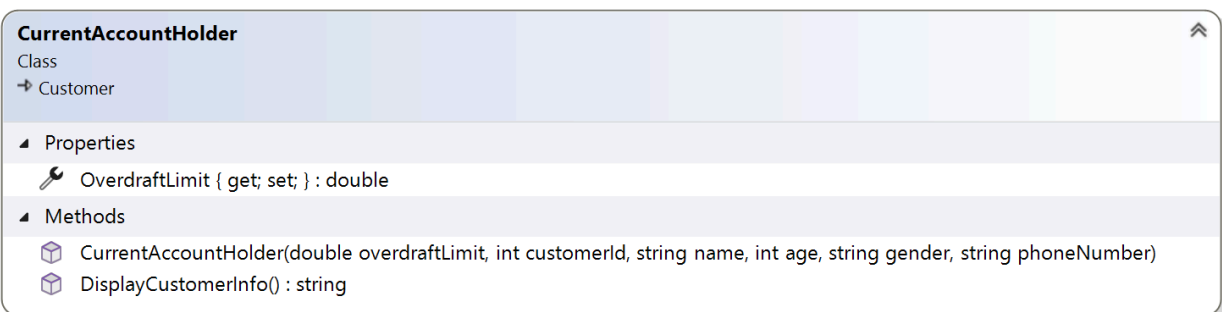 CurrentAccountHolder
Class
Customer
Properties
OverdraftLimit { get; set; } : double
Methods
CurrentAccountHolder(double overdraftLimit, int customerId, string name, int age, string gender, string phoneNumber)
DisplayCustomerInfo() : string